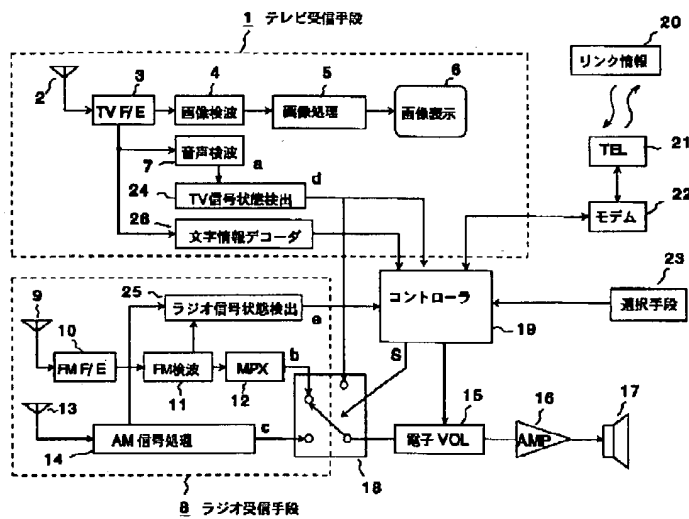 1 テレビ受信手段
2
3
TV F/E
4
画像検波
5
画像処理
6
画像表示
7
音声検波
a
24
TV信号状態検出
d
26
文字情報デコーダ
20
リンク情報
TEL
21
モデム
22
23
選択手段
コントローラ
19
S
9
10
FM F/E
25
ラジオ信号状態検出
e
FM検波
11
MPX
12
b
13
AM 信号処理
14
c
18
15
電子 VOL
16
AMP
17
8 ラジオ受信手段